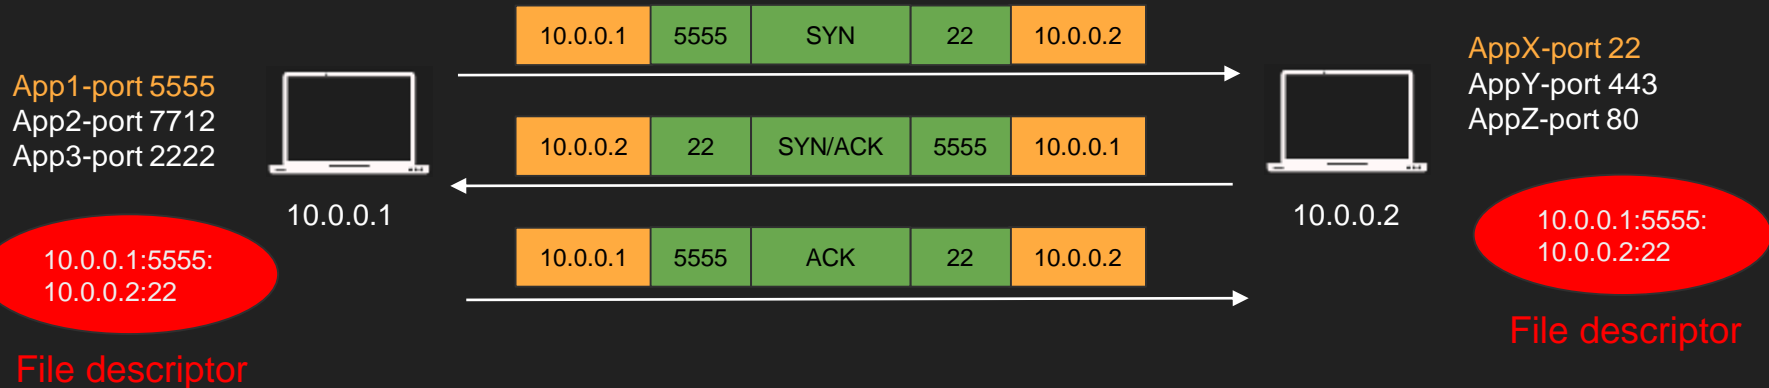 10.0.0.1 5555 SYN 22 10.0.0.2
App1-port 5555
App2-port 7712
App3-port 2222
AppX-port 22
AppY-port 443
AppZ-port 80
10.0.0.2 22 SYN/ACK 5555 10.0.0.1
10.0.0.1
10.0.0.2
10.0.0.1:5555:
10.0.0.2:22
10.0.0.1 5555 ACK 22 10.0.0.2
10.0.0.1:5555:
10.0.0.2:22
File descriptor
File descriptor